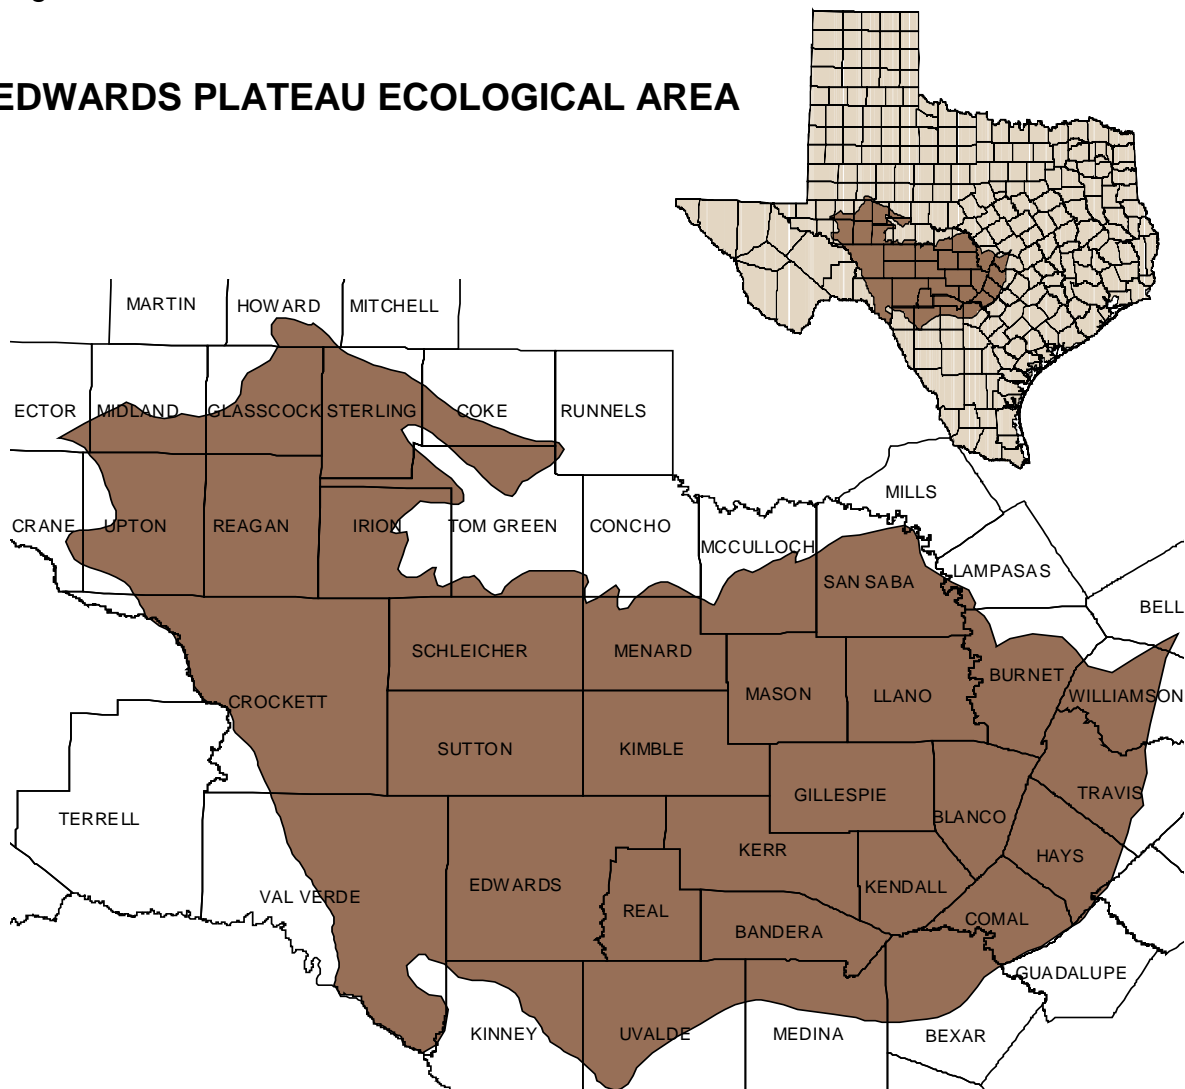 EDWARDS PLATEAU ECOLOGICAL AREA
MARTIN HOWARD MITCHELL
ECTOR MIDLAND GLASSCOCK STERLING COKE RUNNELS
MILLS
CRANE UPTON REAGAN IRION TOM GREEN CONCHO
MCCULLOCH
LAMPASAS
SAN SABA
BELL
SCHLEICHER MENARD
BURNET
MASON LLANO WILLIAMSON
CROCKETT
SUTTON KIMBLE
GILLESPIE TRAVIS
TERRELL BLANCO
KERR HAYS
EDWARDS KENDALL
VAL VERDE
REAL COMAL
BANDERA
GUADALUPE
KINNEY UVALDE MEDINA BEXAR